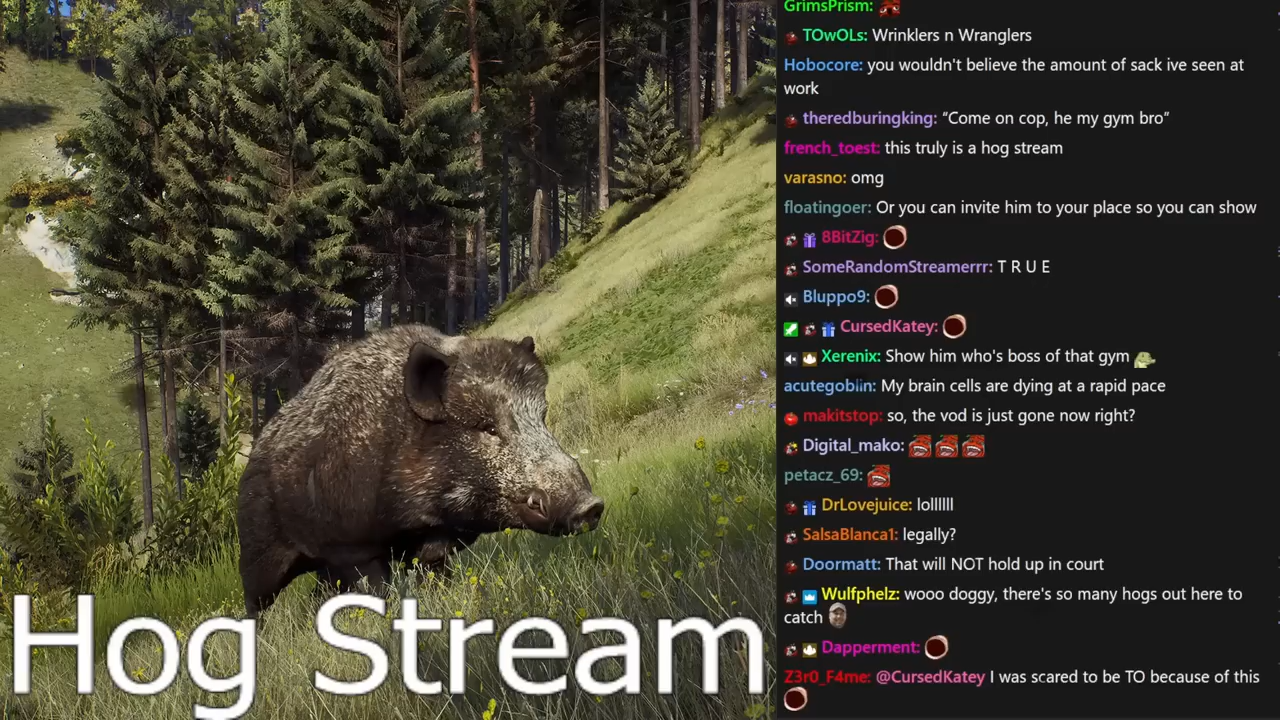 GrimsPrism:
TOwOLs: Wrinklers n Wranglers
Hobocore: you wouldn't believe the amount of sack ive seen at
work
theredburingking: “Come on cop, he my gym bro”
french_toest: this truly is a hog stream
varasno: omg
floatingoer: Or you can invite him to your place so you can show
8BitZig:
SomeRandomStreamerrr: T R U E
Bluppo9:
CursedKatey:
Xerenix: Show him who's boss of that gym
acutegoblin: My brain cells are dying at a rapid pace
makitstop: so, the vod is just gone now right?
Digital_mako:
petacz_69:
DrLovejuice: lollllll
SalsaBlanca1: legally?
Doormatt: That will NOT hold up in court
Wulfphelz: wooo doggy, there's so many hogs out here to
catch
Dapperment:
Z3r0_F4me: @CursedKatey I was scared to be TO because of this
Hog Stream